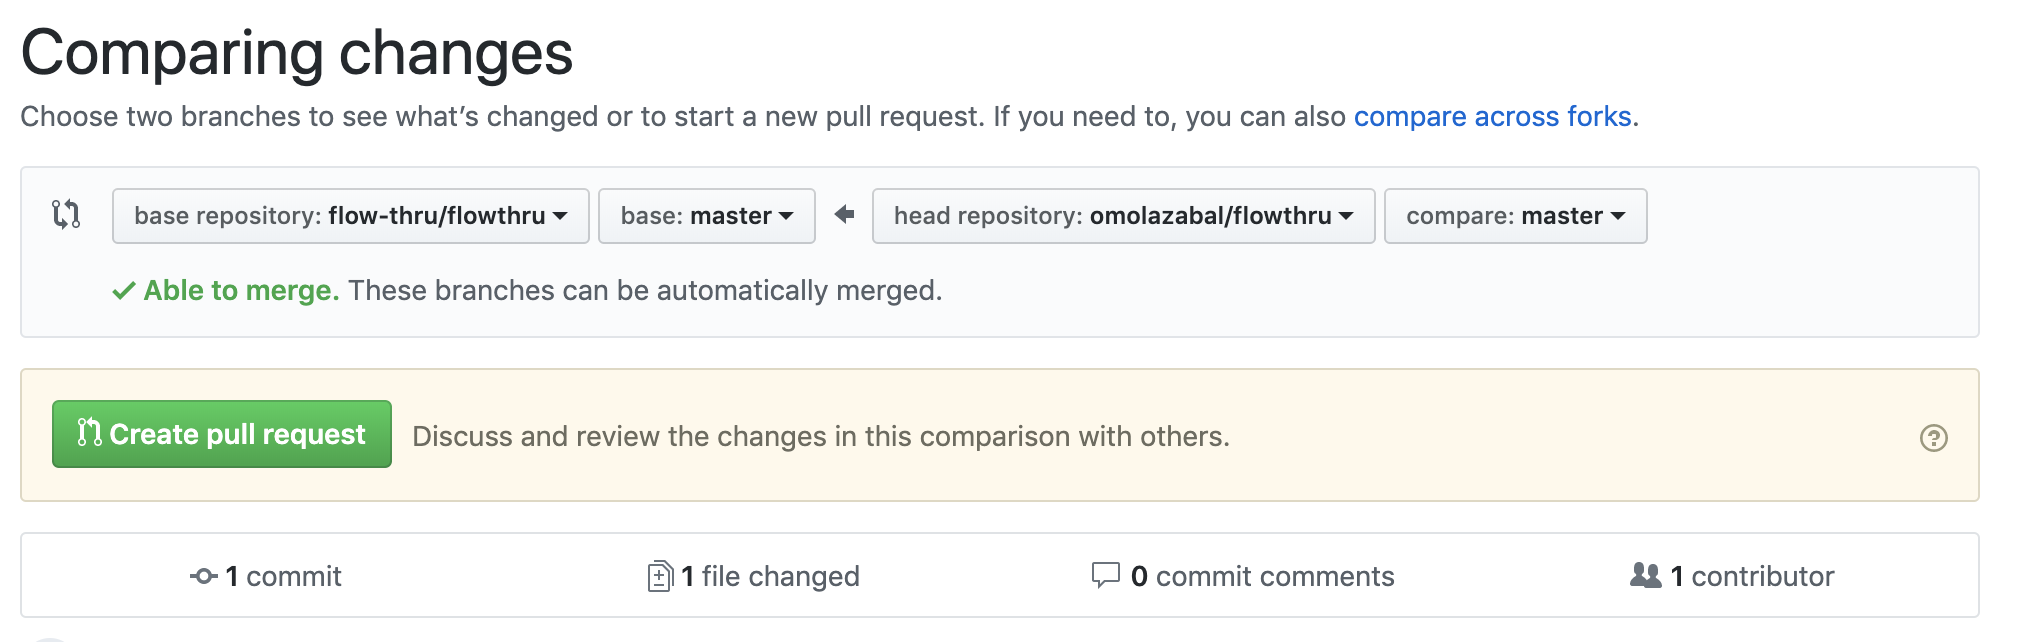 Comparing changes
Choose two branches to see what’s changed or to start a new pull request. If you need to, you can also compare across forks.
base repository: flow-thru/flowthru base: master head repository: omolazabal/flowthru compare: master
Able to merge. These branches can be automatically merged.
Create pull request Discuss and review the changes in this comparison with others.
1 commit 1 file changed 0 commit comments 1 contributor